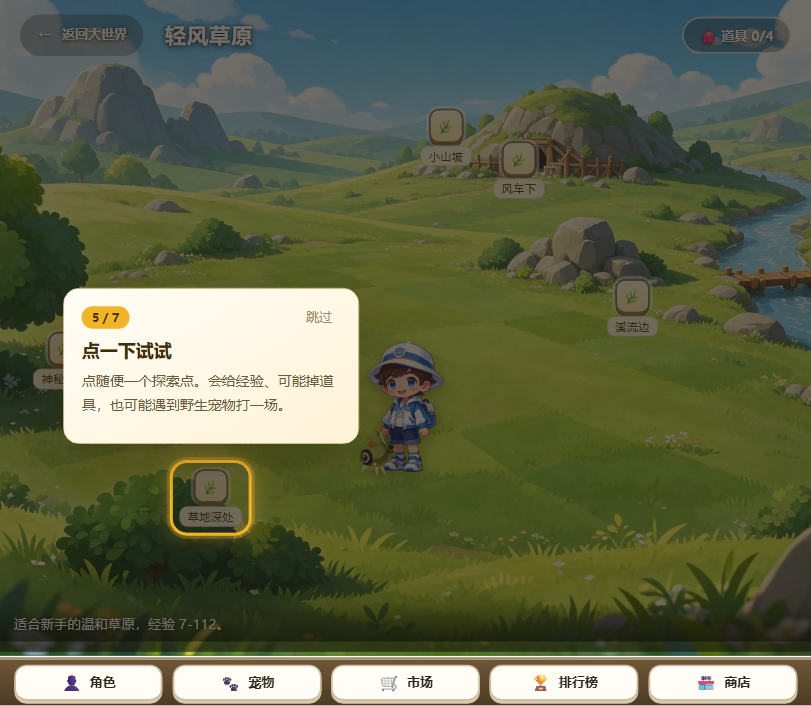 ← 返回大世界
轻风草原
道具 0/4
小山坡
风车下
溪流边
5 / 7
跳过
点一下试试
点随便一个探索点。会给经验、可能掉道
具，也可能遇到野生宠物打一场。
神秘
草地深处
适合新手的温和草原，经验 7-112。
角色
宠物
市场
排行榜
商店